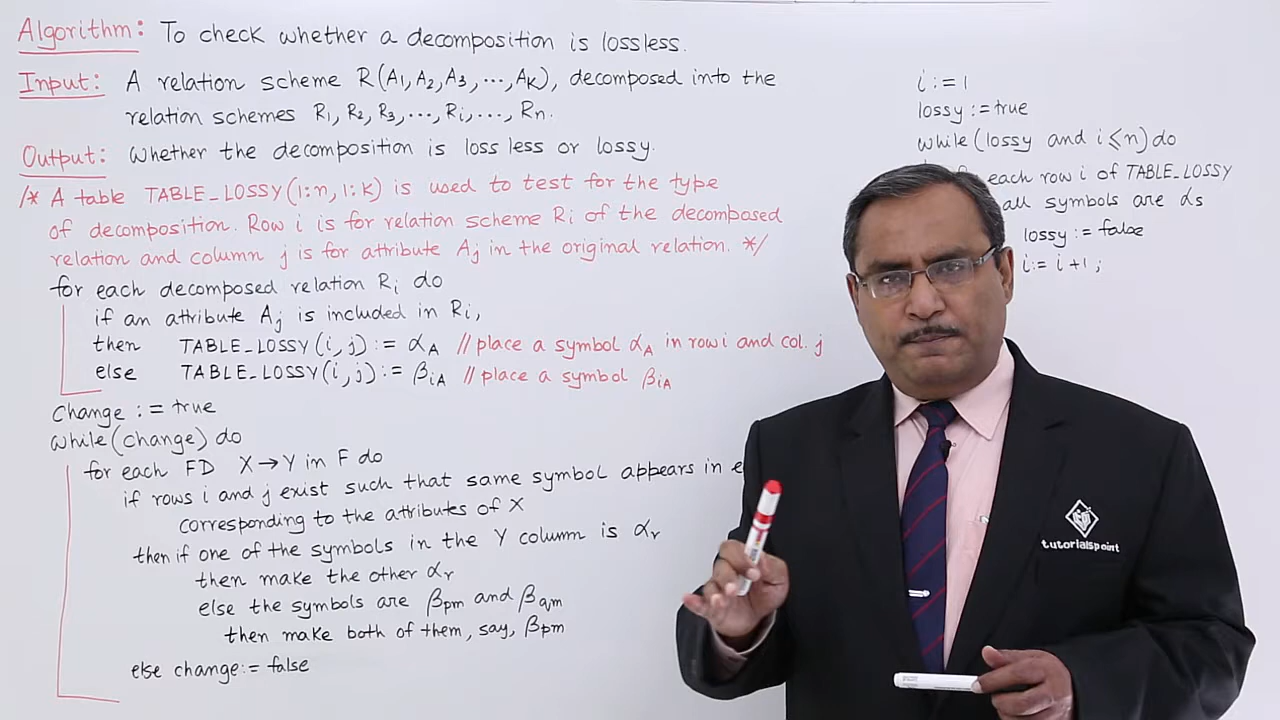 Algorithm: To check whether a decomposition is lossless.
Input: A relation scheme R(A1, A2, A3, ..., AK), decomposed into the
relation schemes R1, R2, R3, ..., Ri, ..., Rn.
Output: Whether the decomposition is loss less or lossy.
/* A table TABLE_LOSSY(1:n, 1:K) is used to test for the type
of decomposition. Row i is for relation scheme Ri of the decomposed
relation and column j is for attribute Aj in the original relation. */
for each decomposed relation Ri do
if an attribute Aj is included in Ri,
then TABLE_LOSSY(i,j) := αA // place a symbol αA in row i and col. j
else TABLE_LOSSY(i,j) := βiA // place a symbol βiA
Change := true
while (change) do
for each FD X→Y in F do
if rows i and j exist such that same symbol appears in
corresponding to the attributes of X
then if one of the symbols in the Y column is αr
then make the other αr
else the symbols are βpm and βqm
then make both of them, say, βpm
else change := false
i := 1
lossy := true
while (lossy and i ≤ n) do
each row i of TABLE_LOSSY
all symbols are αs
lossy := false
i := i +1 ;
tutorialspoint